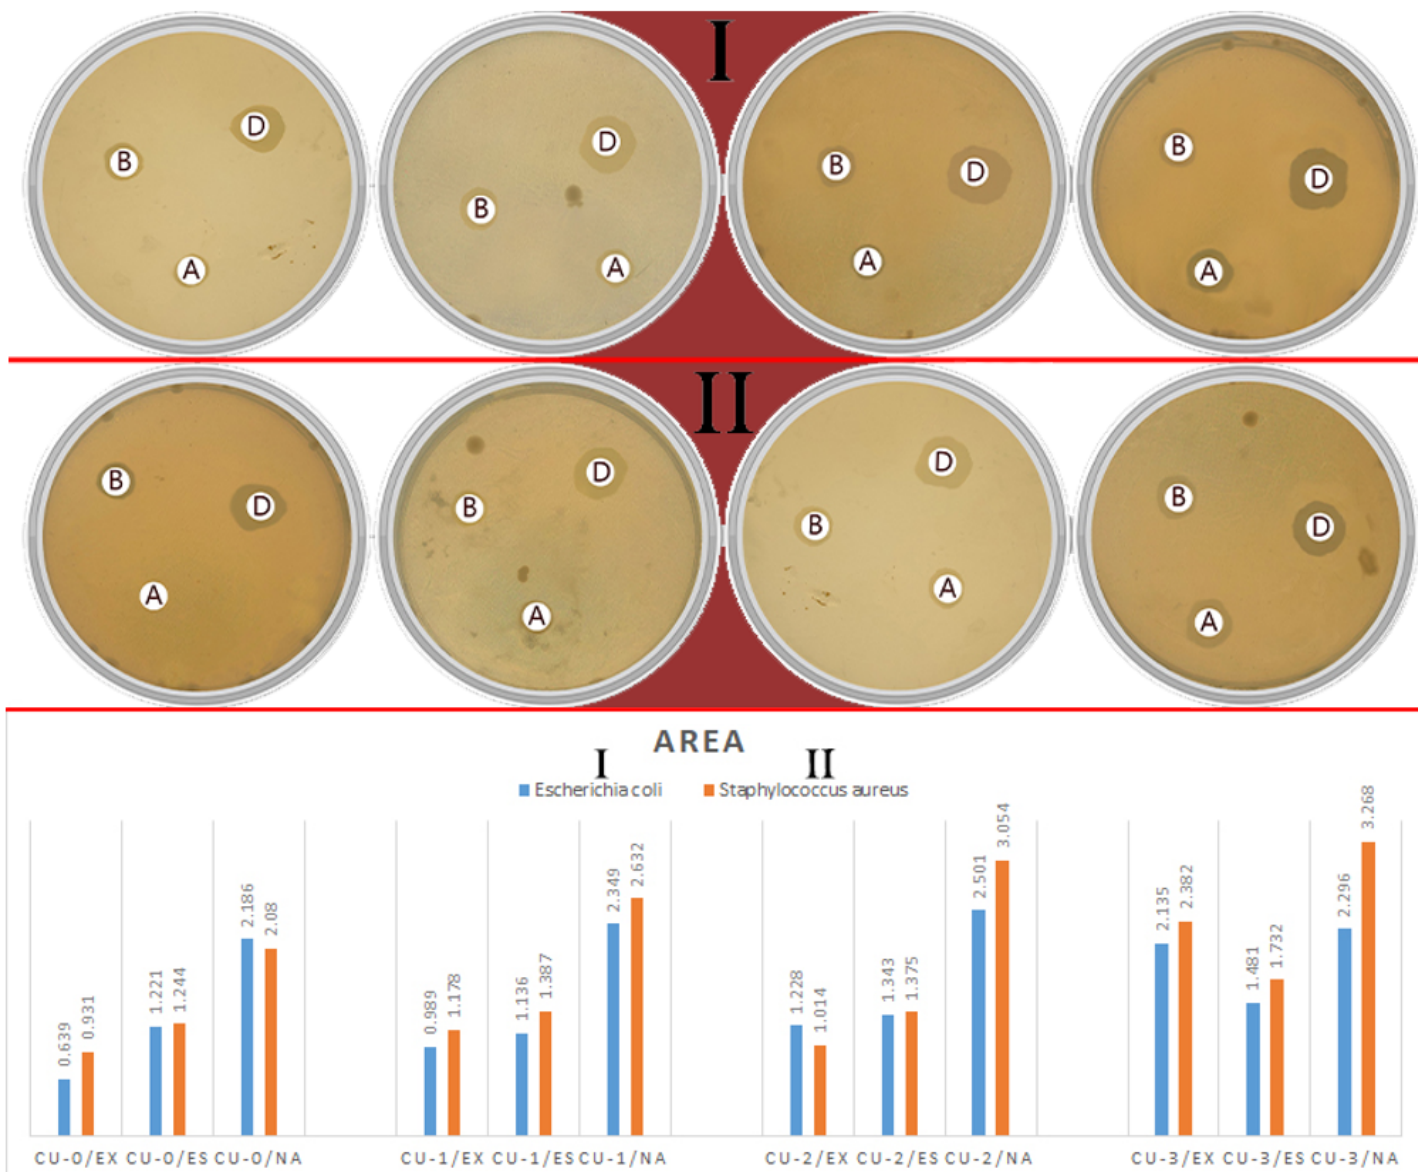 I
D
B
A
D
B
A
B
D
A
B
D
A
II
B
D
A
D
B
A
D
B
A
B
D
A
AREA
I II
Escherichia coli Staphylococcus aureus
0.639 0.931 1.221 1.244 2.186 2.08 0.989 1.178 1.136 1.387 2.349 2.632 1.228 1.014 1.343 1.375 2.501 3.054 2.135 2.382 1.481 1.732 2.296 3.268
CU-0/EX CU-0/ES CU-0/NA CU-1/EX CU-1/ES CU-1/NA CU-2/EX CU-2/ES CU-2/NA CU-3/EX CU-3/ES CU-3/NA